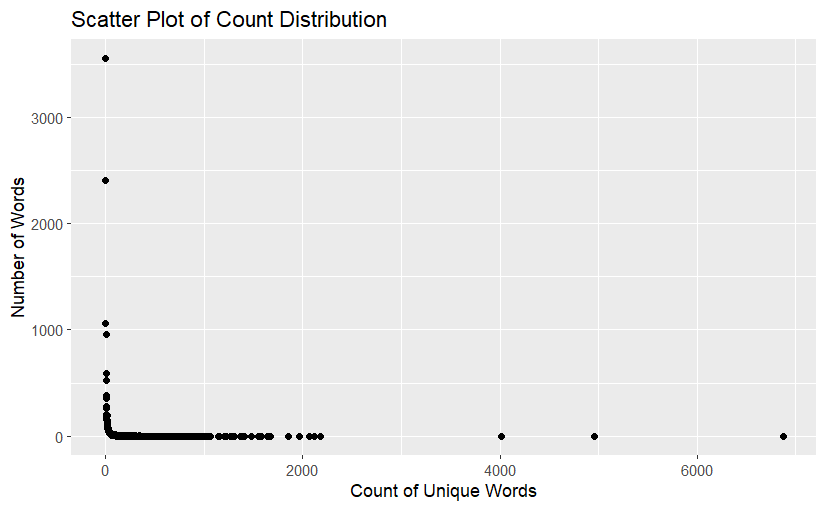 Scatter Plot of Count Distribution
Number of Words
3000
2000
1000
0
0 2000 4000 6000
Count of Unique Words